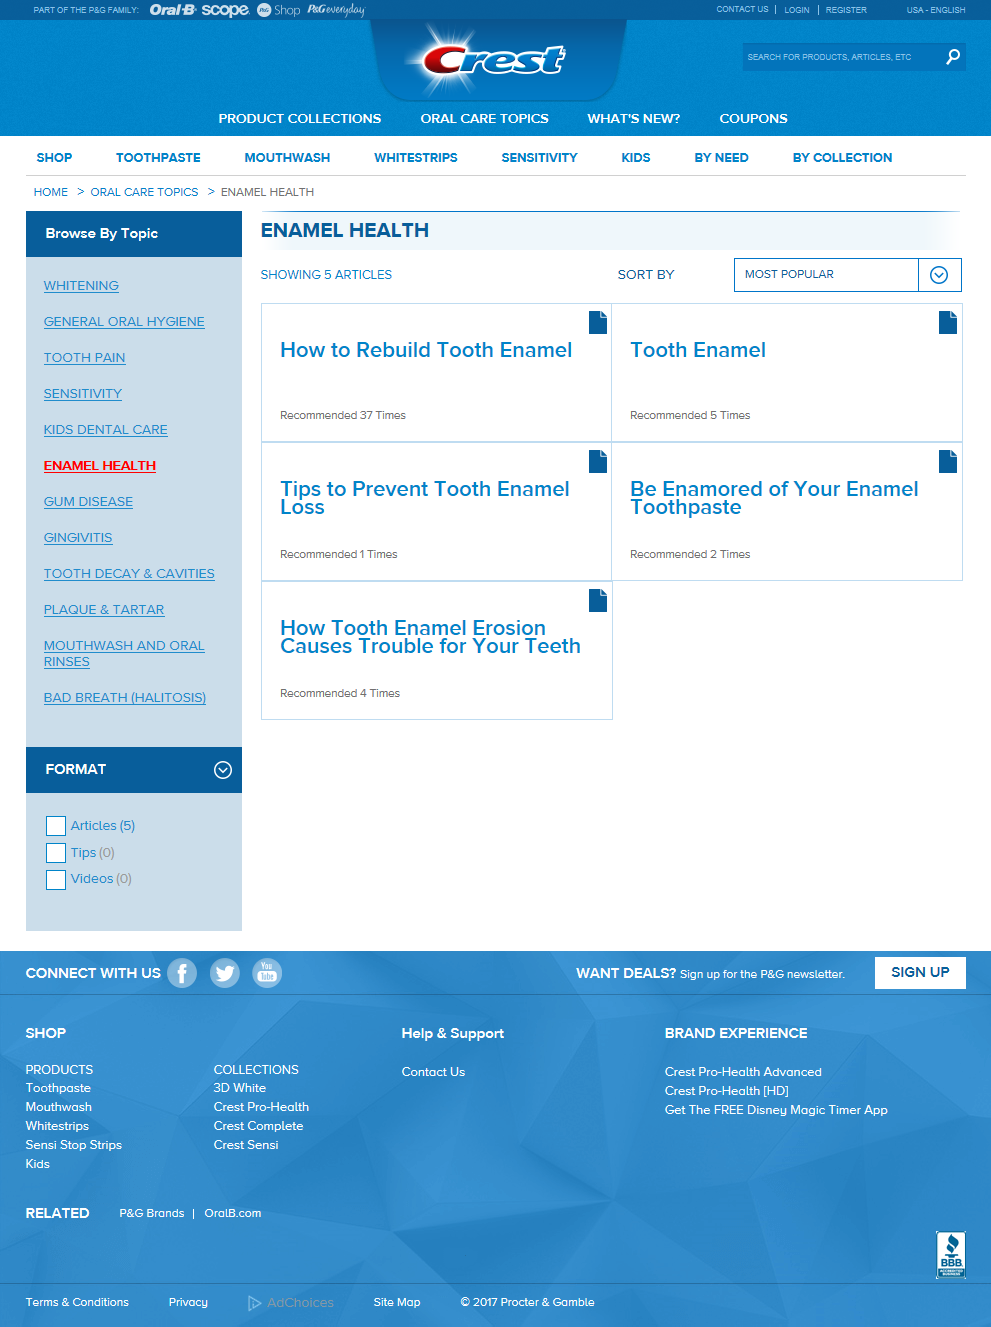 PART OF THE P&G FAMILY: Oral-B scope. P&G Shop P&G everyday
CONTACT US | LOGIN | REGISTER USA - ENGLISH
Crest
SEARCH FOR PRODUCTS, ARTICLES, ETC
PRODUCT COLLECTIONS ORAL CARE TOPICS WHAT'S NEW? COUPONS
SHOP TOOTHPASTE MOUTHWASH WHITESTRIPS SENSITIVITY KIDS BY NEED BY COLLECTION
HOME > ORAL CARE TOPICS > ENAMEL HEALTH
Browse By Topic
WHITENING
GENERAL ORAL HYGIENE
TOOTH PAIN
SENSITIVITY
KIDS DENTAL CARE
ENAMEL HEALTH
GUM DISEASE
GINGIVITIS
TOOTH DECAY & CAVITIES
PLAQUE & TARTAR
MOUTHWASH AND ORAL
RINSES
BAD BREATH (HALITOSIS)
FORMAT
Articles (5)
Tips (0)
Videos (0)
ENAMEL HEALTH
SHOWING 5 ARTICLES
SORT BY
MOST POPULAR
How to Rebuild Tooth Enamel
Recommended 37 Times
Tooth Enamel
Recommended 5 Times
Tips to Prevent Tooth Enamel
Loss
Recommended 1 Times
Be Enamored of Your Enamel
Toothpaste
Recommended 2 Times
How Tooth Enamel Erosion
Causes Trouble for Your Teeth
Recommended 4 Times
CONNECT WITH US
You
Tube
WANT DEALS? Sign up for the P&G newsletter.
SIGN UP
SHOP
PRODUCTS
Toothpaste
Mouthwash
Whitestrips
Sensi Stop Strips
Kids
COLLECTIONS
3D White
Crest Pro-Health
Crest Complete
Crest Sensi
Help & Support
Contact Us
BRAND EXPERIENCE
Crest Pro-Health Advanced
Crest Pro-Health [HD]
Get The FREE Disney Magic Timer App
RELATED P&G Brands | OralB.com
BBB.
ACCREDITED
BUSINESS
Terms & Conditions Privacy AdChoices Site Map © 2017 Procter & Gamble